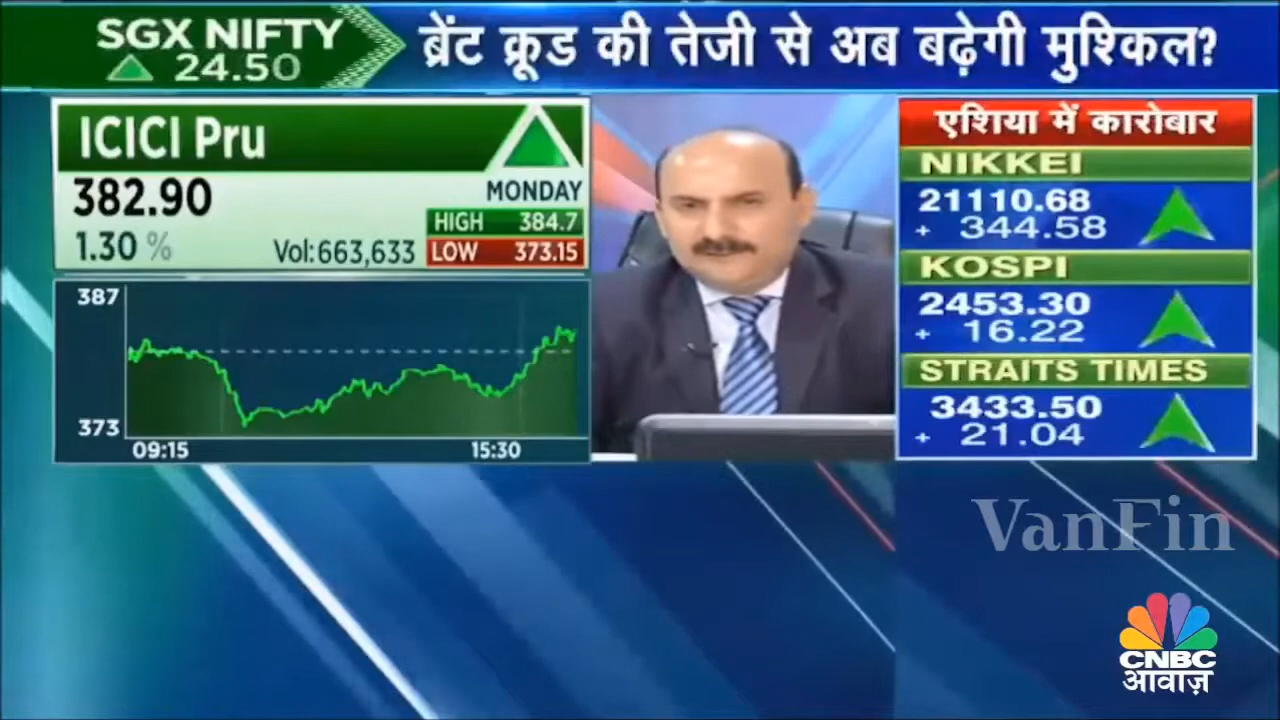 SGX NIFTY
24.50
ब्रेंट क्रूड की तेजी से अब बढ़ेगी मुश्किल?
ICICI Pru
382.90
MONDAY
1.30 %
Vol:663,633
HIGH 384.7
LOW 373.15
387
373
09:15
15:30
एशिया में कारोबार
NIKKEI
21110.68
+ 344.58
KOSPI
2453.30
+ 16.22
STRAITS TIMES
3433.50
+ 21.04
VanFin
CNBC
आवाज़